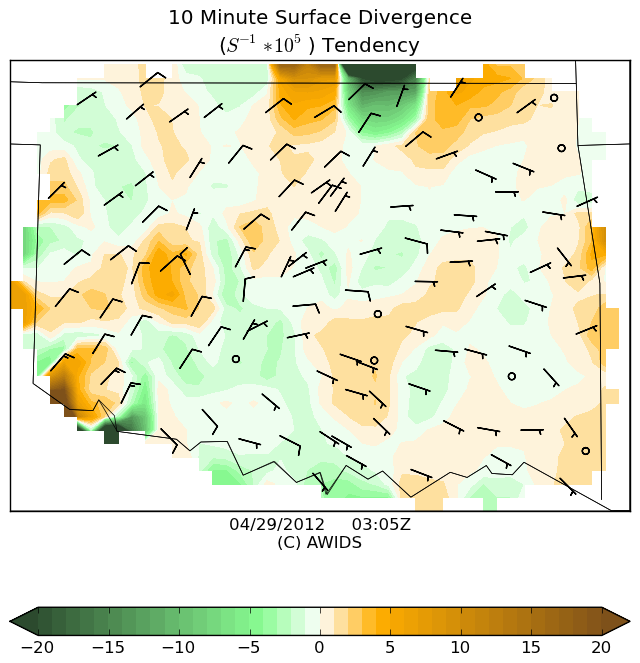 10 Minute Surface Divergence
(S⁻¹ * 10⁵ ) Tendency
04/29/2012 03:05Z
(C) AWIDS
−20 −15 −10 −5 0 5 10 15 20